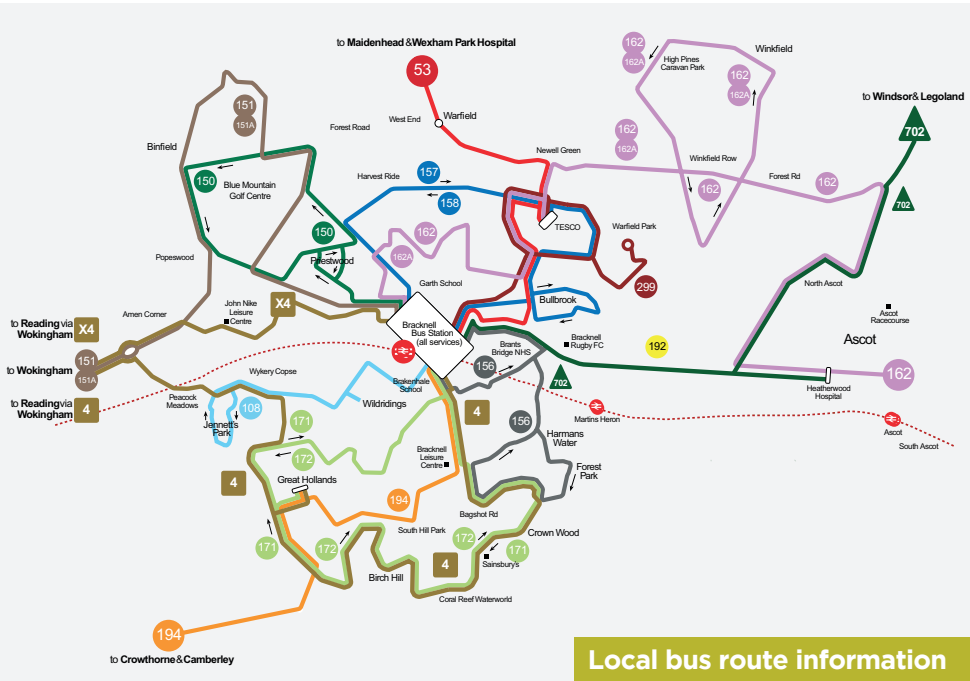 to Maidenhead & Wexham Park Hospital
53
162
162A
High Pines
Caravan Park
Winkfield
162
162A
to Windsor & Legoland
702
151
151A
West End
Warfield
Forest Road
162
162A
Binfield
Newell Green
Winkfield Row
150
Blue Mountain
Golf Centre
Harvest Ride
157
158
162
Forest Rd
162
702
TESCO
Warfield Park
150
162
162A
Priestwood
Popeswood
Garth School
299
Bullbrook
North Ascot
X4
John Nike
Leisure
Centre
Amen Corner
to Reading via
Wokingham
X4
Bracknell
Bus Station
(all services)
Brants
Bridge NHS
Bracknell
Rugby FC
192
Ascot
Racecourse
Ascot
151
151A
to Wokingham
156
702
162
Heatherwood
Hospital
Wykery Copse
Brakenhale
School
Peacock
Meadows
108
Wildridings
to Reading via
Wokingham
4
4
Martins Heron
Ascot
South Ascot
Jennett's
Park
171
156
Harmans
Water
172
Bracknell
Leisure
Centre
Forest
Park
4
Great Hollands
194
Bagshot Rd
South Hill Park
Crown Wood
171
172
172
171
4
Sainsbury's
Birch Hill
Coral Reef Waterworld
194
to Crowthorne & Camberley
Local bus route information